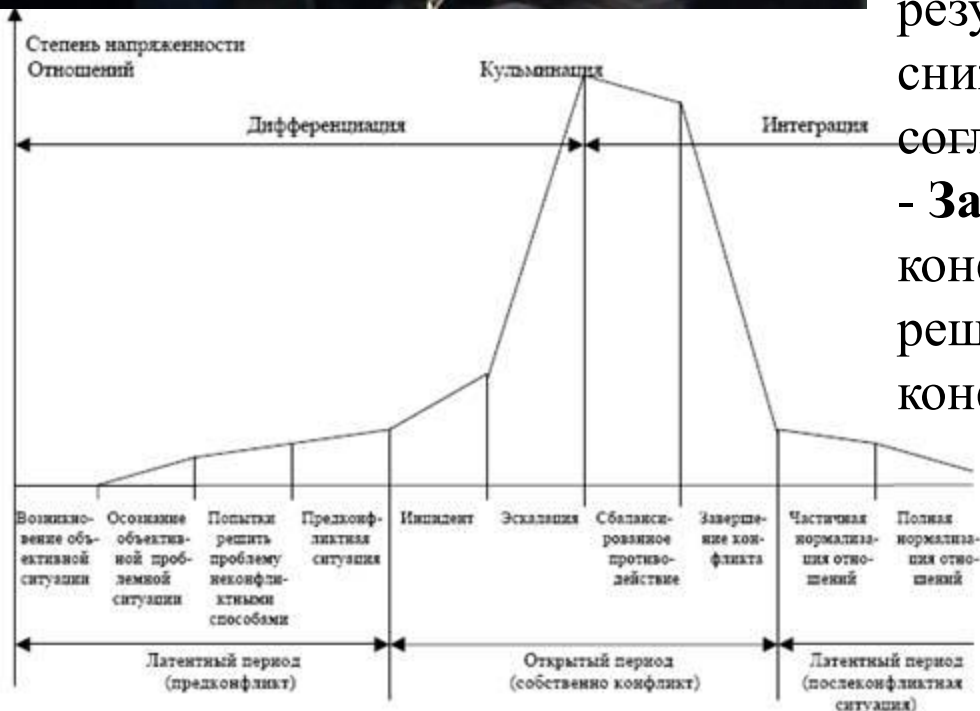 Степень напряженности
Отношений
Кульминация
Дифференциация
Интеграция
резу
сниж
согл
- За
конф
реш
конф
Возникно-
вение объ-
ективной
ситуации
Осознание
объектив-
ной проб-
лемной
ситуации
Попытки
решить
проблему
неконфли-
ктными
способами
Предконф-
ликтная
ситуация
Инцидент
Эскалация
Сбаланси-
рованное
противо-
действие
Заверше-
ние кон-
фликта
Частичная
нормализа-
ция отно-
шений
Полная
нормализа-
ция отно-
шений
Латентный период
(предконфликт)
Открытый период
(собственно конфликт)
Латентный период
(послеконфликтная
ситуация)